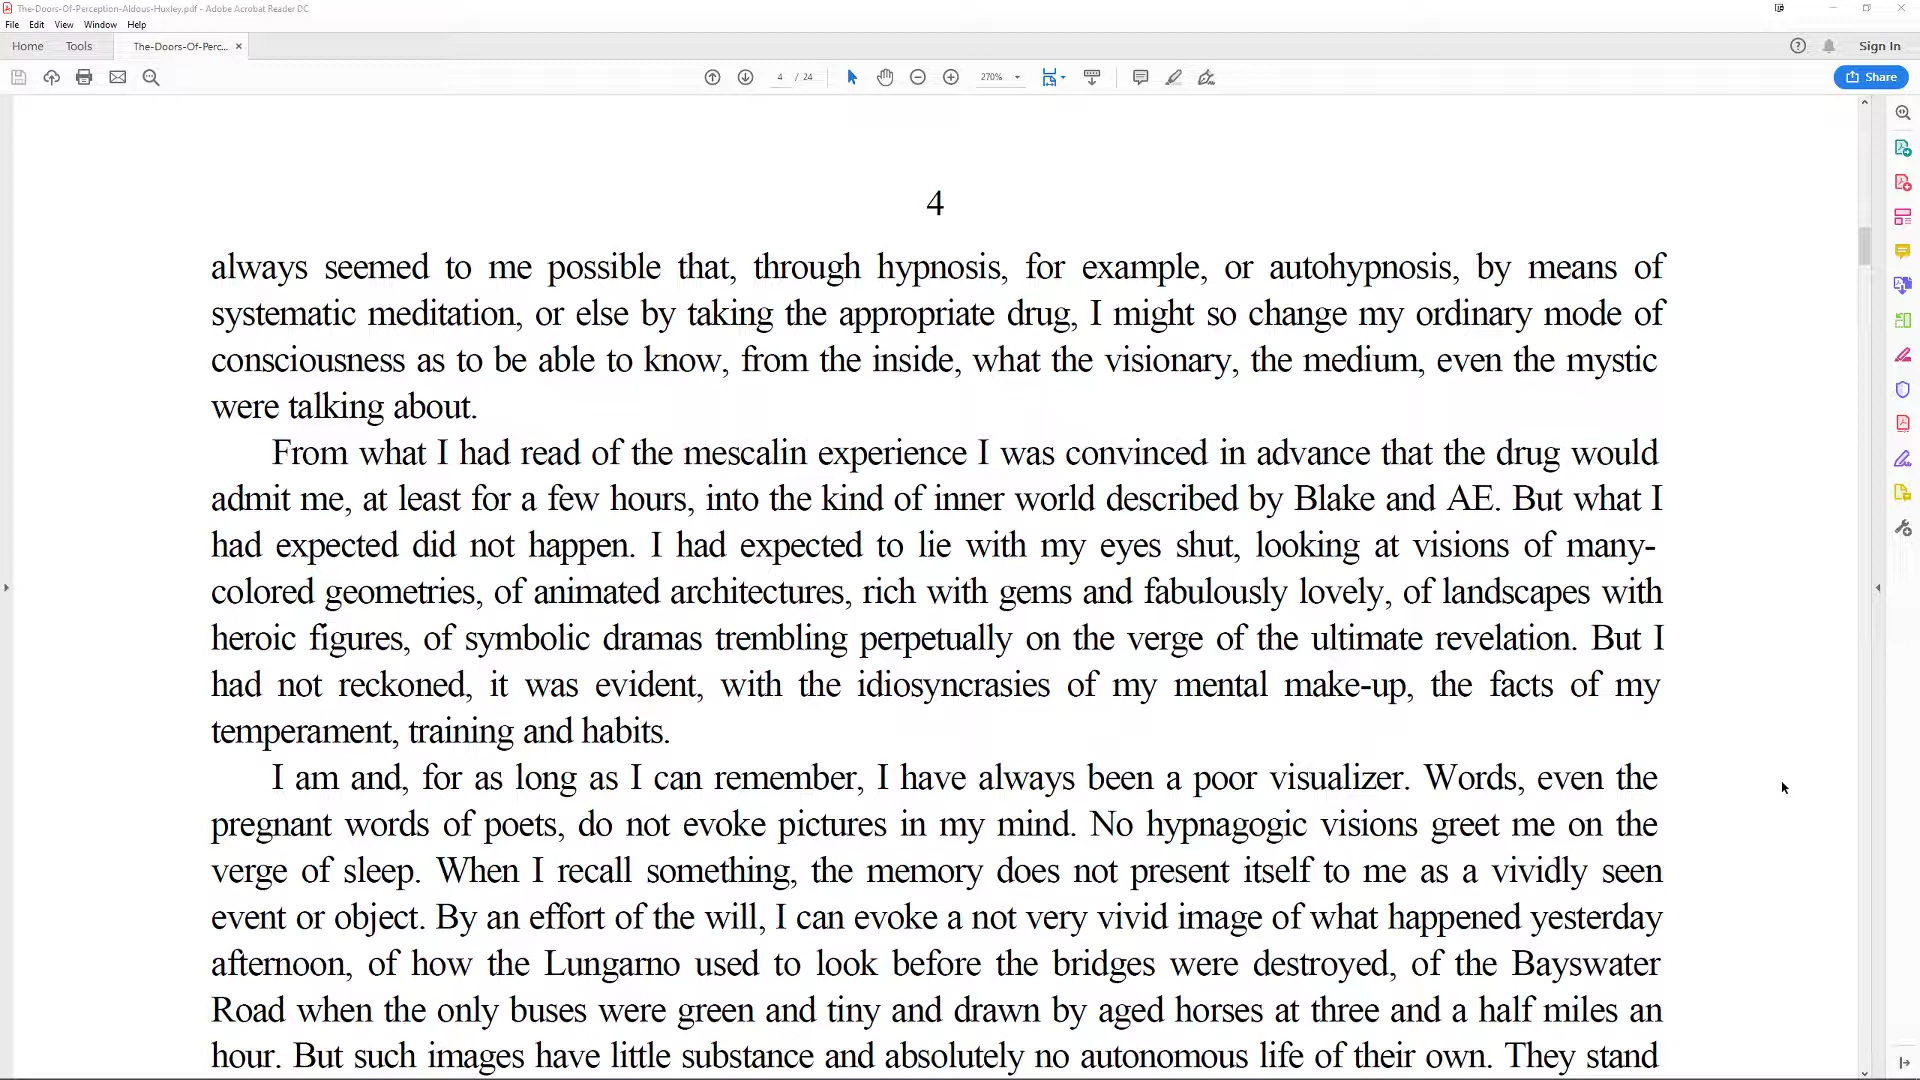 The-Doors-Of-Perception-Aldous-Huxley.pdf - Adobe Acrobat Reader DC
File Edit View Window Help
Home Tools The-Doors-Of-Perc... × Sign In
4 / 24 270% Share
4
always seemed to me possible that, through hypnosis, for example, or autohypnosis, by means of
systematic meditation, or else by taking the appropriate drug, I might so change my ordinary mode of
consciousness as to be able to know, from the inside, what the visionary, the medium, even the mystic
were talking about.
From what I had read of the mescalin experience I was convinced in advance that the drug would
admit me, at least for a few hours, into the kind of inner world described by Blake and AE. But what I
had expected did not happen. I had expected to lie with my eyes shut, looking at visions of many-
colored geometries, of animated architectures, rich with gems and fabulously lovely, of landscapes with
heroic figures, of symbolic dramas trembling perpetually on the verge of the ultimate revelation. But I
had not reckoned, it was evident, with the idiosyncrasies of my mental make-up, the facts of my
temperament, training and habits.
I am and, for as long as I can remember, I have always been a poor visualizer. Words, even the
pregnant words of poets, do not evoke pictures in my mind. No hypnagogic visions greet me on the
verge of sleep. When I recall something, the memory does not present itself to me as a vividly seen
event or object. By an effort of the will, I can evoke a not very vivid image of what happened yesterday
afternoon, of how the Lungarno used to look before the bridges were destroyed, of the Bayswater
Road when the only buses were green and tiny and drawn by aged horses at three and a half miles an
hour. But such images have little substance and absolutely no autonomous life of their own. They stand